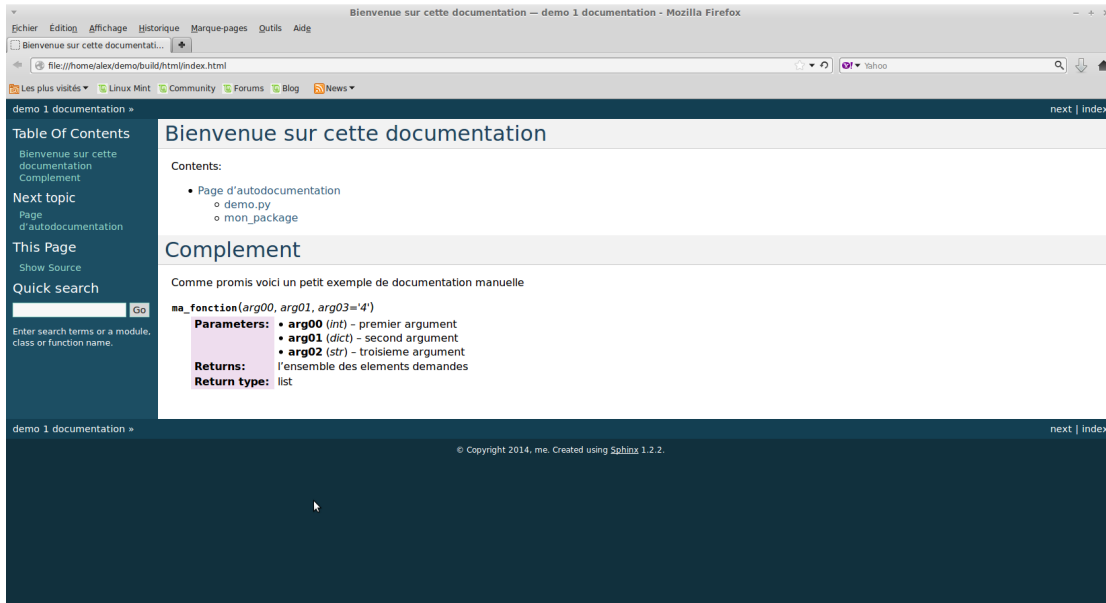 Bienvenue sur cette documentation — demo 1 documentation - Mozilla Firefox
Fichier Édition Affichage Historique Marque-pages Outils Aide
Bienvenue sur cette documentati...
file:///home/alex/demo/build/html/index.html
Yahoo
Les plus visités Linux Mint Community Forums Blog News
demo 1 documentation »
next | index
Table Of Contents
Bienvenue sur cette
documentation
Complement
Next topic
Page
d'autodocumentation
This Page
Show Source
Quick search
Go
Enter search terms or a module,
class or function name.
Bienvenue sur cette documentation
Contents:
• Page d'autodocumentation
demo.py
mon_package
Complement
Comme promis voici un petit exemple de documentation manuelle
ma_fonction(arg00, arg01, arg03='4')
Parameters: • arg00 (int) – premier argument
• arg01 (dict) – second argument
• arg02 (str) – troisieme argument
Returns: l'ensemble des elements demandes
Return type: list
demo 1 documentation »
next | index
© Copyright 2014, me. Created using Sphinx 1.2.2.